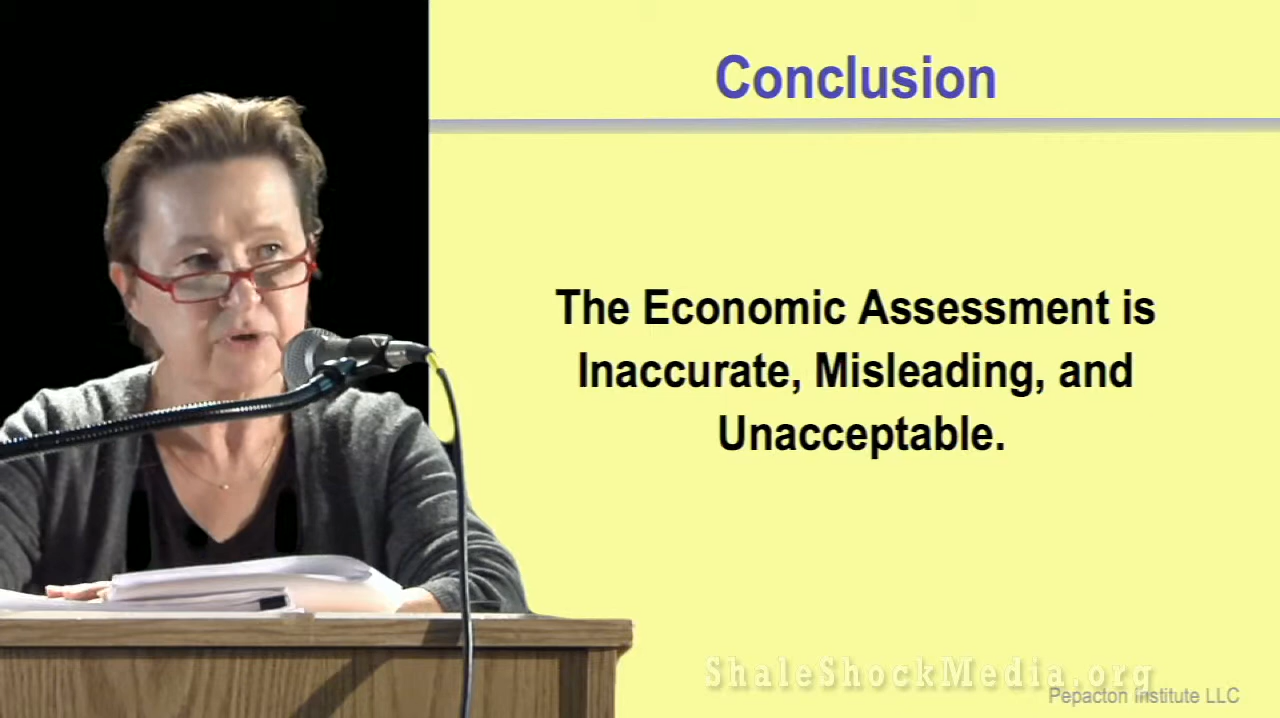 Conclusion
The Economic Assessment is
Inaccurate, Misleading, and
Unacceptable.
ShaleShockMedia.org
Pepacton Institute LLC